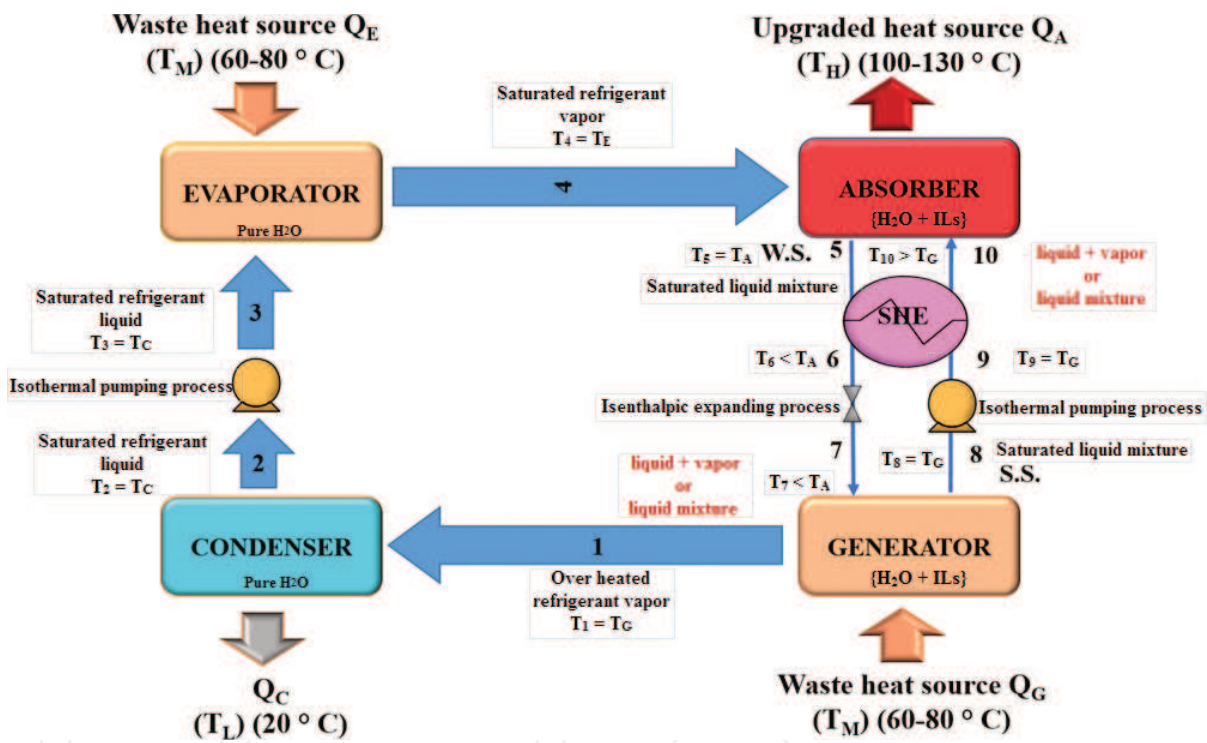 Waste heat source QE
(TM) (60-80 ° C)
Upgraded heat source QA
(TH) (100-130 ° C)
Saturated refrigerant
vapor
T4 = TE
EVAPORATOR
Pure H2O
4
ABSORBER
{H2O + ILs}
T5 = TA W.S. 5
T10 > TG 10
liquid + vapor
or
liquid mixture
Saturated liquid mixture
SHE
Saturated refrigerant
liquid
T3 = TC
3
T6 < TA 6
9 T9 = TG
Isothermal pumping process
Isenthalpic expanding process
Isothermal pumping process
Saturated refrigerant
liquid
T2 = TC
2
7
T7 < TA
T8 = TG
8 Saturated liquid mixture
S.S.
liquid + vapor
or
liquid mixture
CONDENSER
Pure H2O
1
Over heated
refrigerant vapor
T1 = TG
GENERATOR
{H2O + ILs}
QC
(TL) (20 ° C)
Waste heat source QG
(TM) (60-80 ° C)